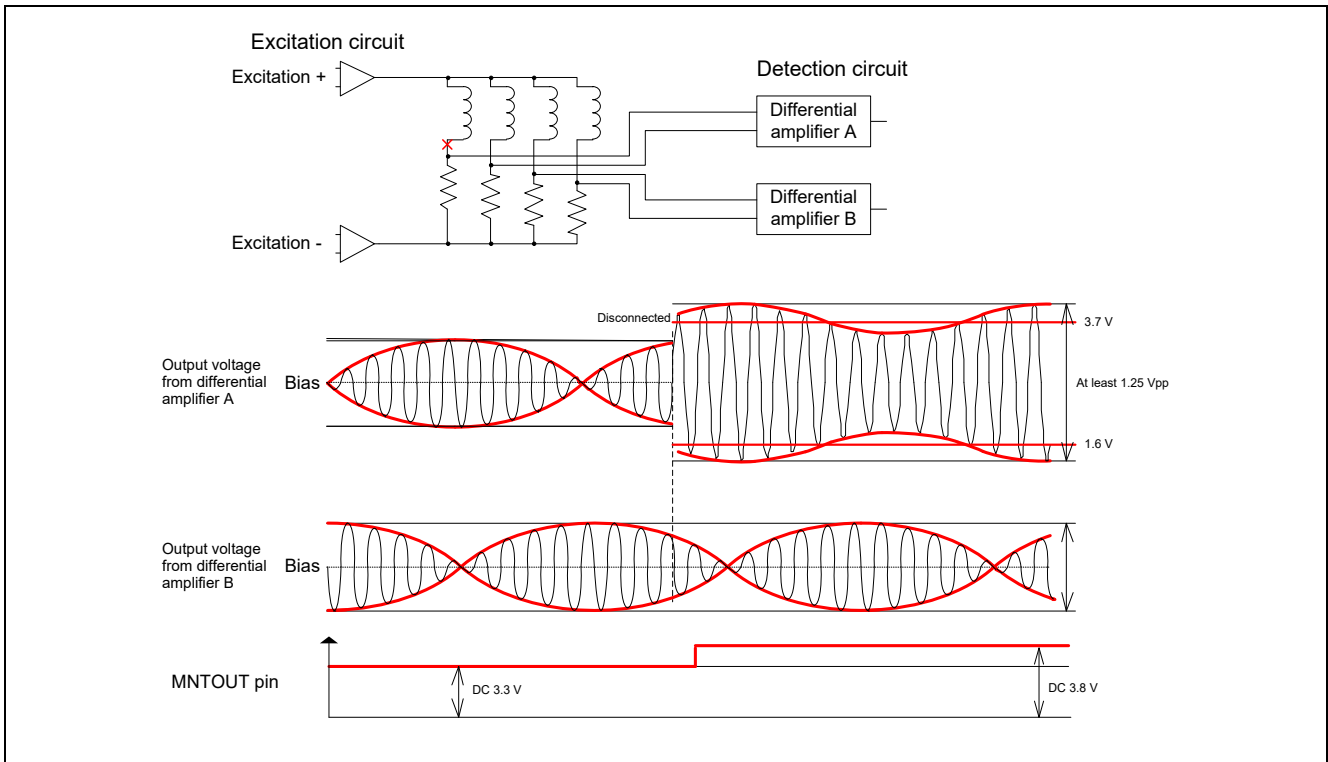 Excitation circuit
Excitation +
Detection circuit
Differential
amplifier A
Differential
amplifier B
Excitation -
Disconnected
3.7 V
Output voltage
from differential
amplifier A
Bias
At least 1.25 Vpp
1.6 V
Output voltage
from differential
amplifier B
Bias
MNTOUT pin
DC 3.3 V
DC 3.8 V